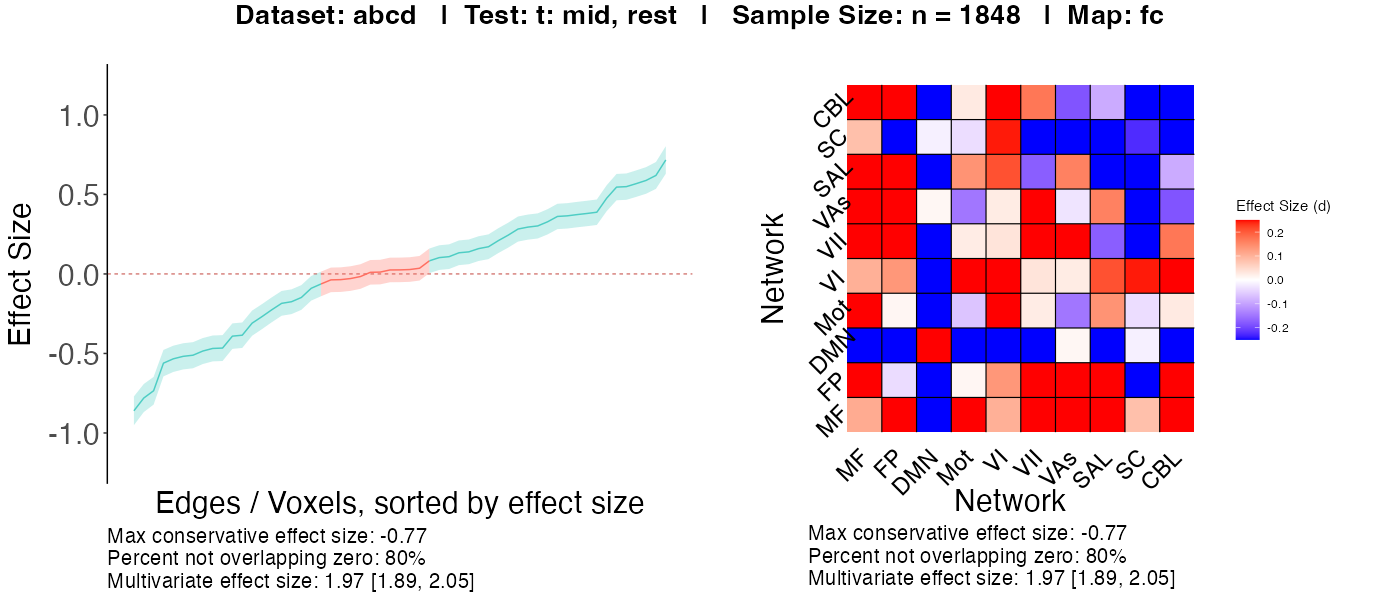 Dataset: abcd | Test: t: mid, rest | Sample Size: n = 1848 | Map: fc
Effect Size
1.0
0.5
0.0
-0.5
-1.0
Edges / Voxels, sorted by effect size
Max conservative effect size: -0.77
Percent not overlapping zero: 80%
Multivariate effect size: 1.97 [1.89, 2.05]
Network
CBL
SC
SAL
VAs
VII
VI
Mot
DMN
FP
MF
MF FP DMN Mot VI VII VAs SAL SC CBL
Network
Effect Size (d)
0.2
0.1
0.0
-0.1
-0.2
Max conservative effect size: -0.77
Percent not overlapping zero: 80%
Multivariate effect size: 1.97 [1.89, 2.05]